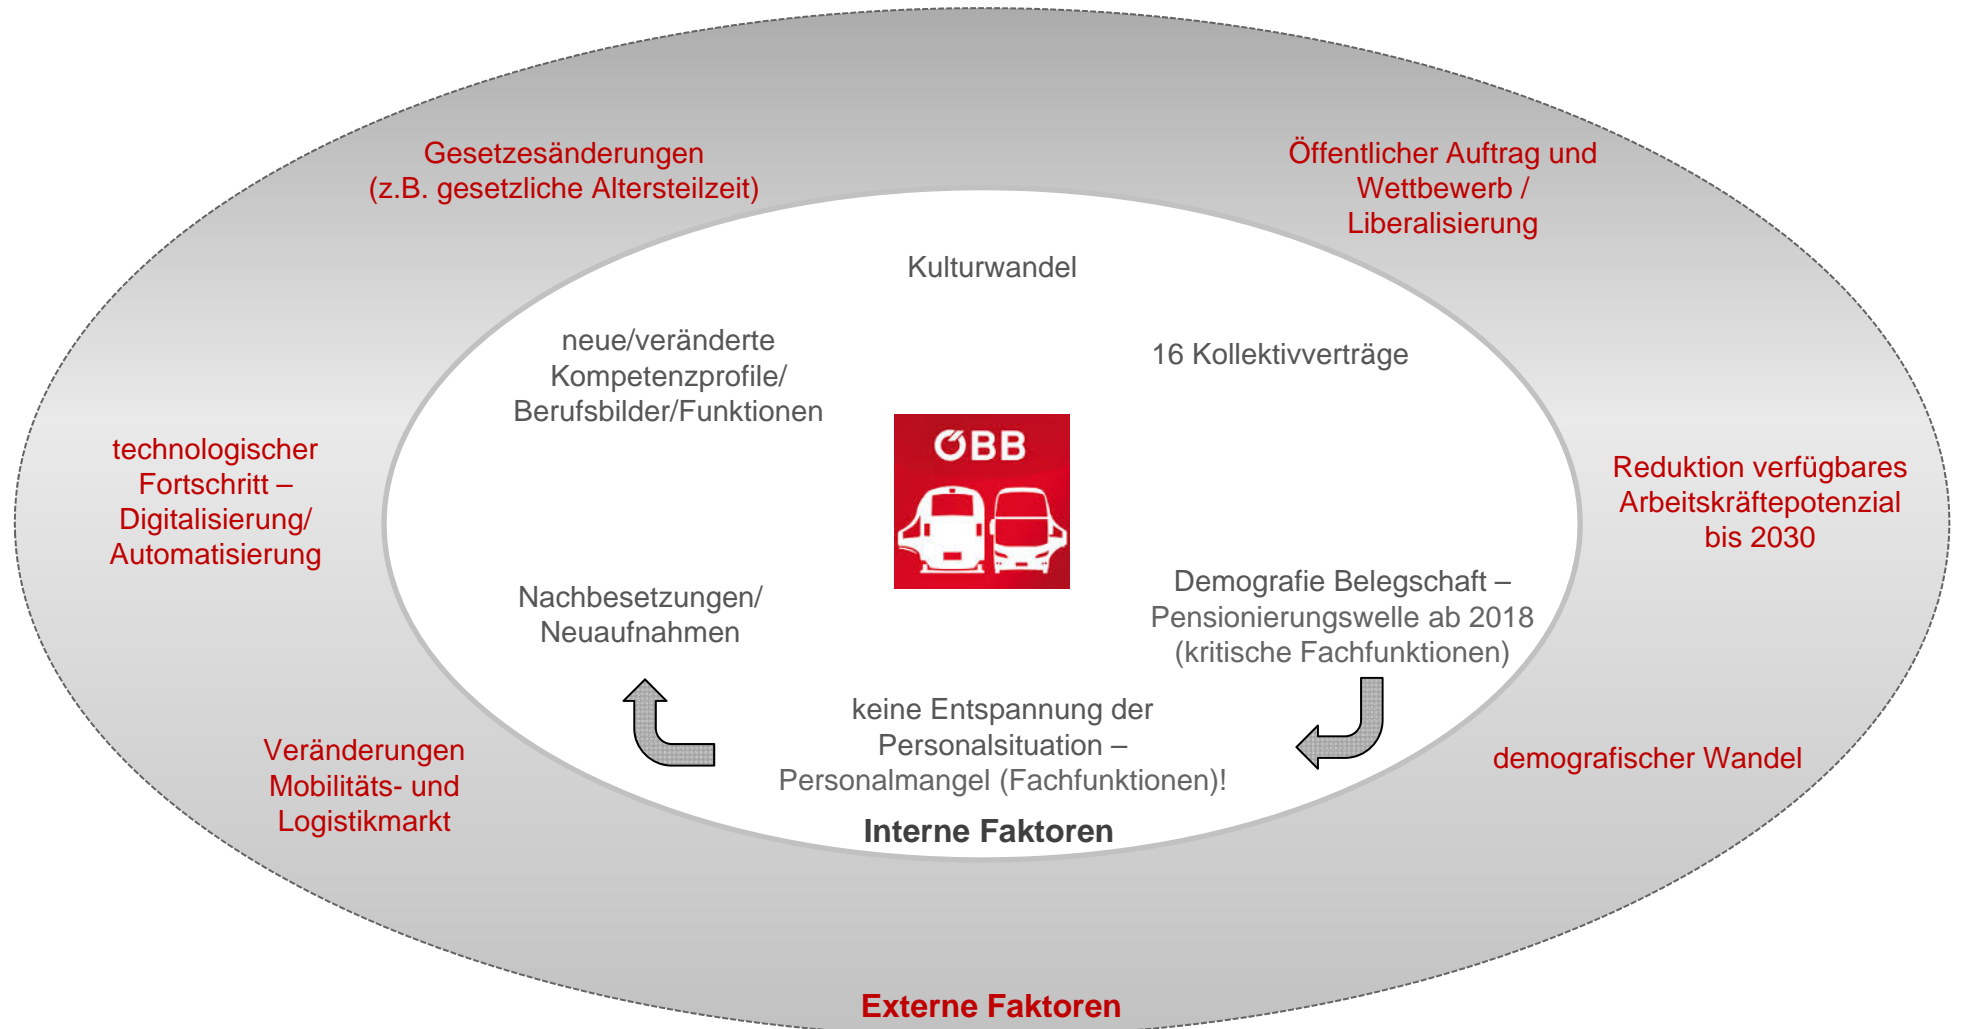 Gesetzesänderungen
(z.B. gesetzliche Altersteilzeit)
Öffentlicher Auftrag und
Wettbewerb /
Liberalisierung
Kulturwandel
neue/veränderte
Kompetenzprofile/
Berufsbilder/Funktionen
16 Kollektivverträge
technologischer
Fortschritt –
Digitalisierung/
Automatisierung
ÖBB
Reduktion verfügbares
Arbeitskräftepotenzial
bis 2030
Nachbesetzungen/
Neuaufnahmen
Demografie Belegschaft –
Pensionierungswelle ab 2018
(kritische Fachfunktionen)
keine Entspannung der
Personalsituation –
Personalmangel (Fachfunktionen)!
Veränderungen
Mobilitäts- und
Logistikmarkt
demografischer Wandel
Interne Faktoren
Externe Faktoren